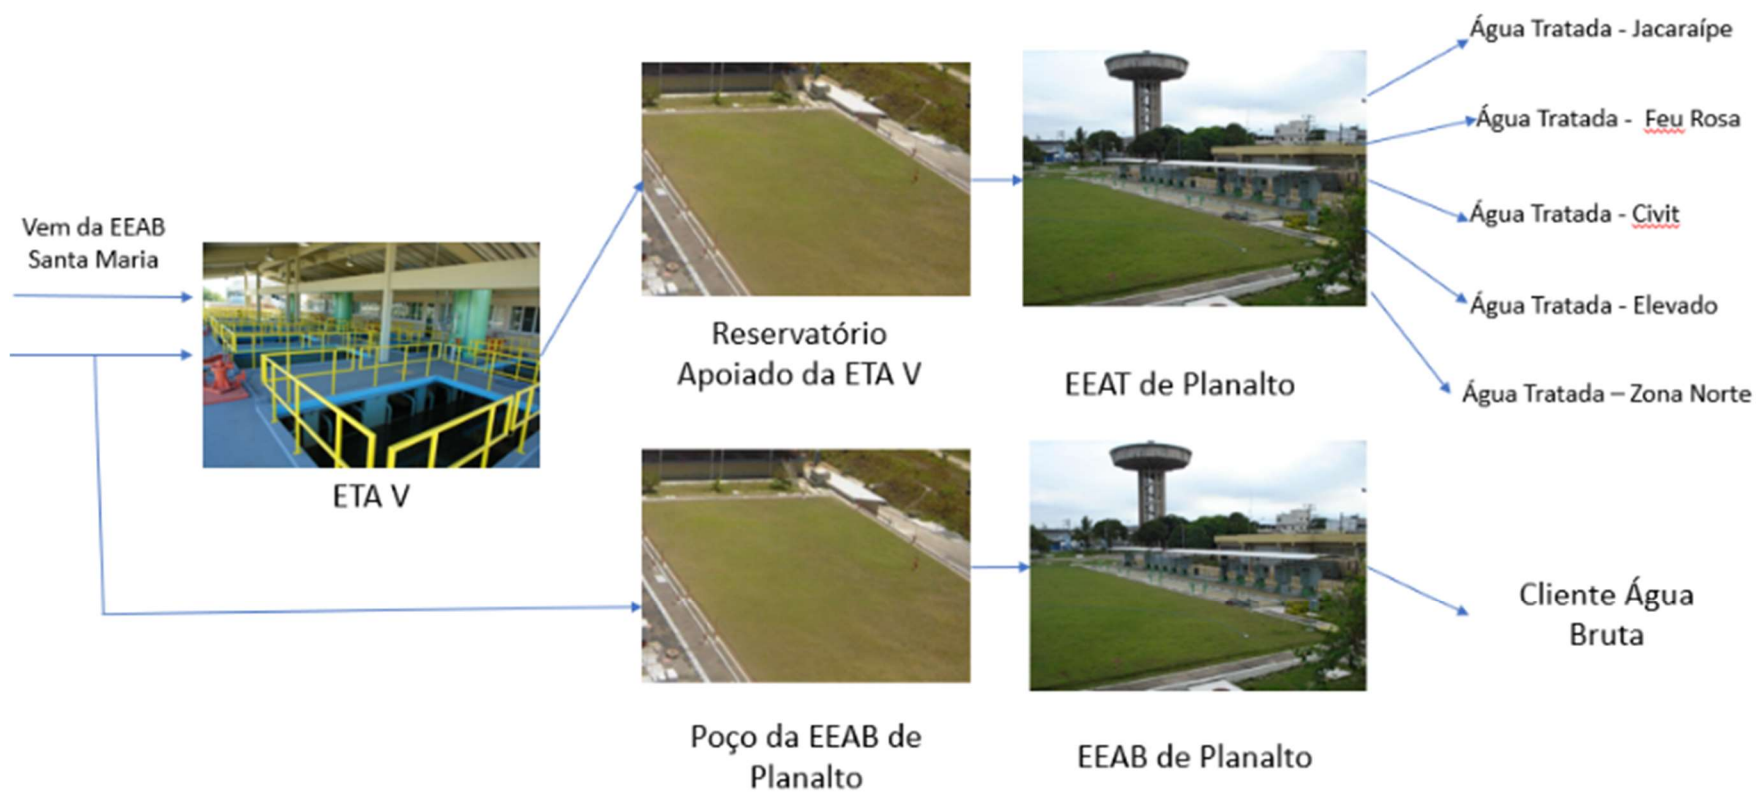 Vem da EEAB
Santa Maria
ETA V
Reservatório
Apoiado da ETA V
EEAT de Planalto
Água Tratada - Jacaraípe
Água Tratada - Feu Rosa
Água Tratada - Civit
Água Tratada - Elevado
Água Tratada – Zona Norte
Poço da EEAB de
Planalto
EEAB de Planalto
Cliente Água
Bruta